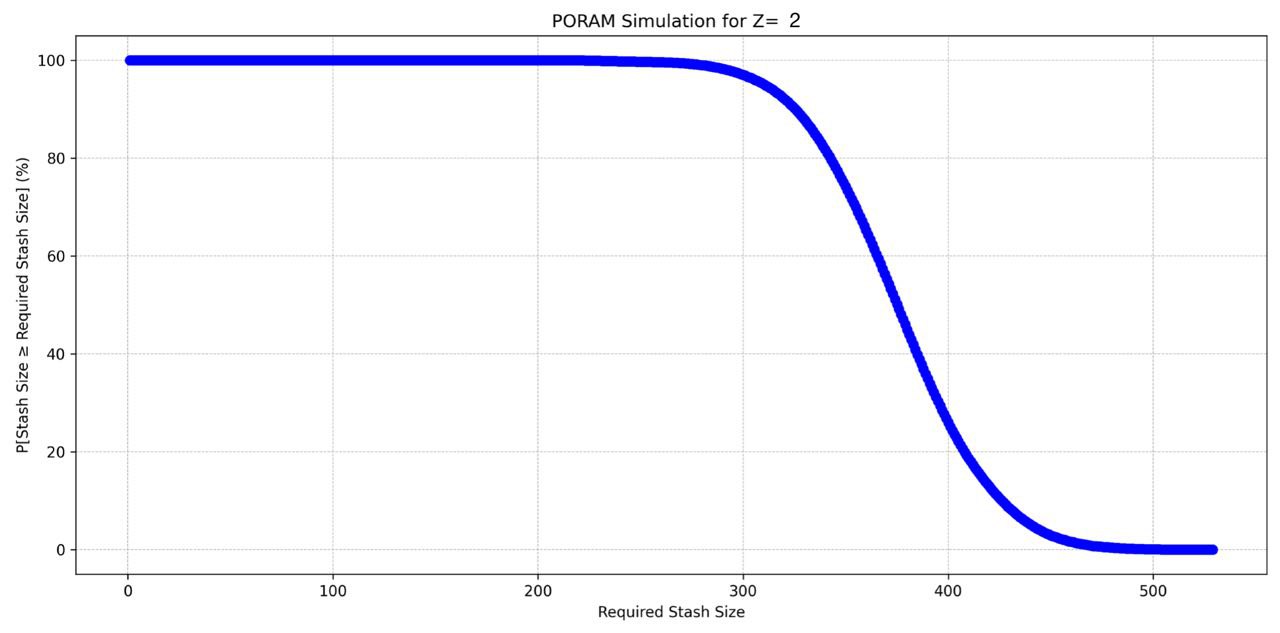 PORAM Simulation for Z= 2
P[Stash Size ≥ Required Stash Size] (%)
100
80
60
40
20
0
0 100 200 300 400 500
Required Stash Size